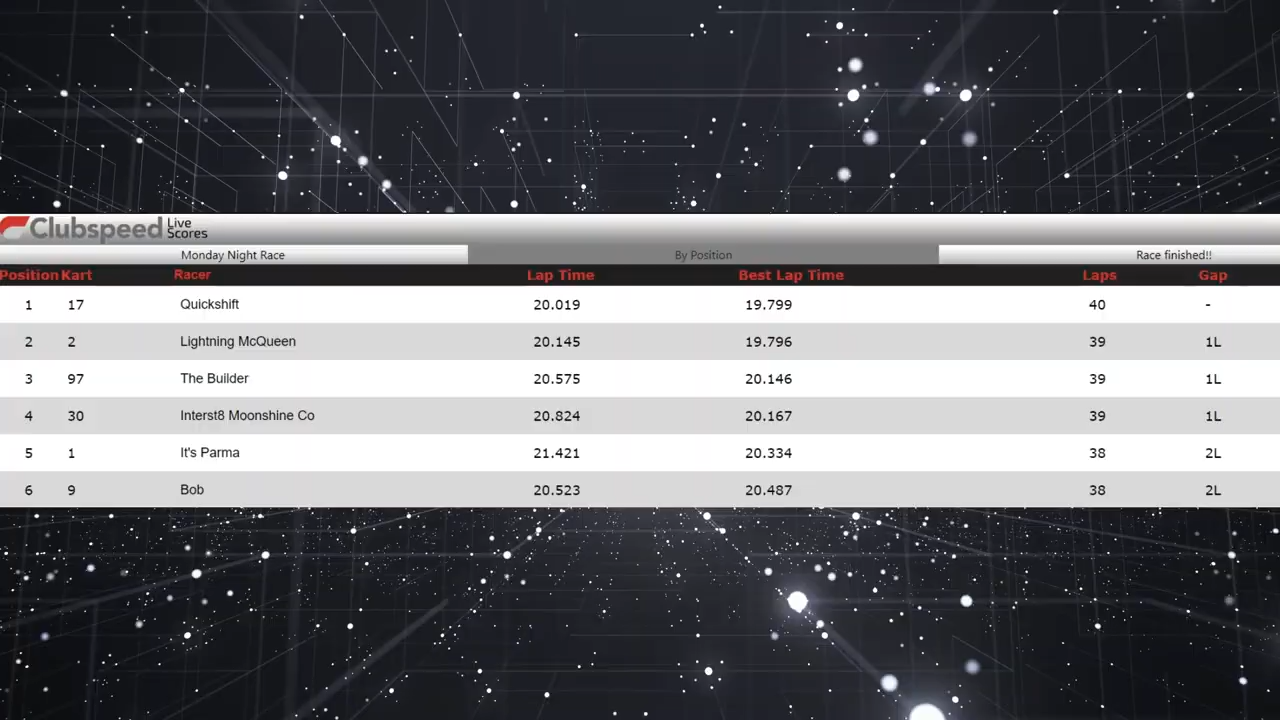 Clubspeed Live Scores
Monday Night Race By Position Race finished!!
Position Kart Racer Lap Time Best Lap Time Laps Gap
1 17 Quickshift 20.019 19.799 40 -
2 2 Lightning McQueen 20.145 19.796 39 1L
3 97 The Builder 20.575 20.146 39 1L
4 30 Interst8 Moonshine Co 20.824 20.167 39 1L
5 1 It's Parma 21.421 20.334 38 2L
6 9 Bob 20.523 20.487 38 2L